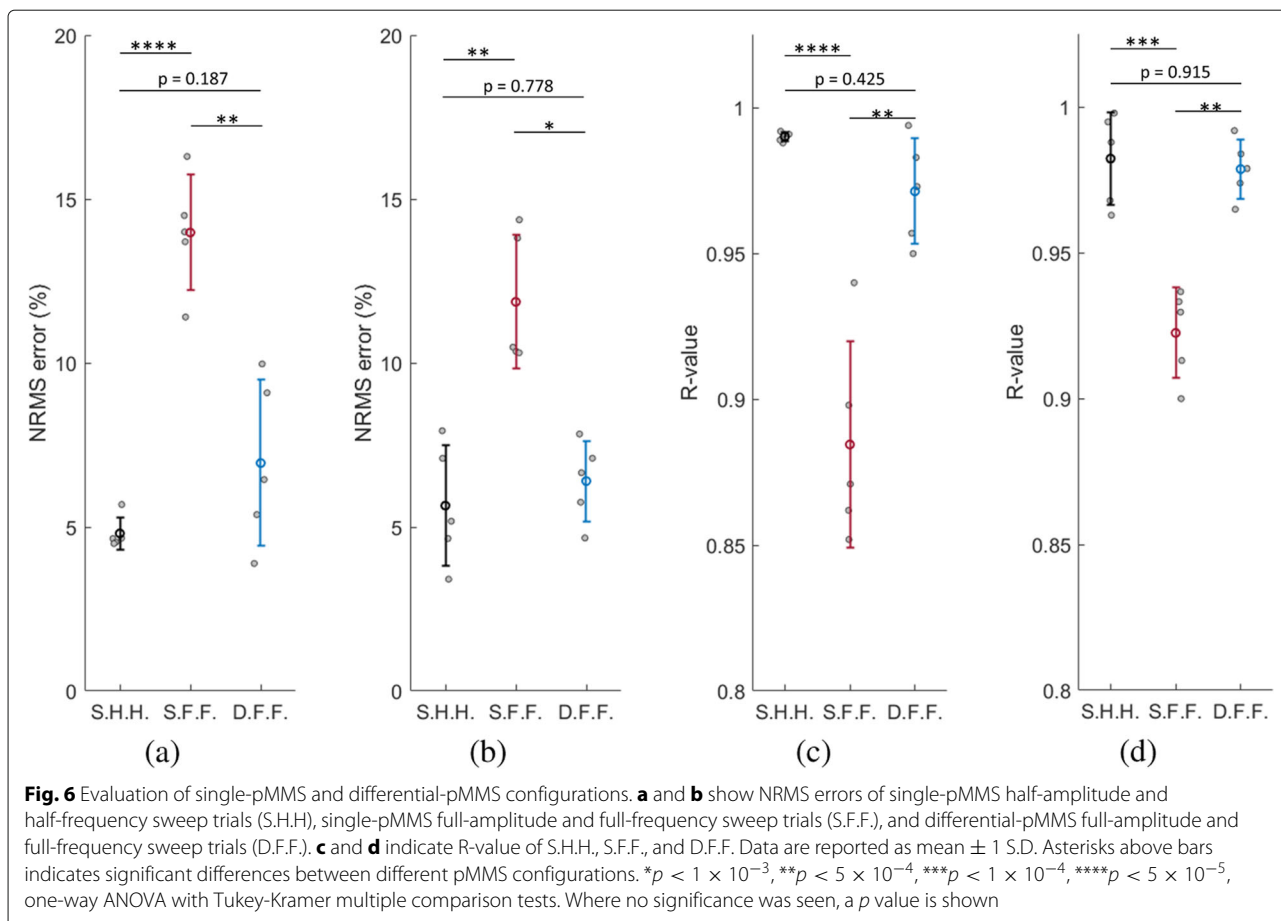 20
15
10
5
0
NRMS error (%)
****
p = 0.187
**
S.H.H. S.F.F. D.F.F.
(a)
20
15
10
5
0
NRMS error (%)
**
p = 0.778
*
S.H.H. S.F.F. D.F.F.
(b)
1
0.95
0.9
0.85
0.8
R-value
****
p = 0.425
**
S.H.H. S.F.F. D.F.F.
(c)
1
0.95
0.9
0.85
0.8
R-value
***
p = 0.915
**
S.H.H. S.F.F. D.F.F.
(d)
Fig. 6 Evaluation of single-pMMS and differential-pMMS configurations. a and b show NRMS errors of single-pMMS half-amplitude and
half-frequency sweep trials (S.H.H), single-pMMS full-amplitude and full-frequency sweep trials (S.F.F.), and differential-pMMS full-amplitude and
full-frequency sweep trials (D.F.F.). c and d indicate R-value of S.H.H., S.F.F., and D.F.F. Data are reported as mean ± 1 S.D. Asterisks above bars
indicates significant differences between different pMMS configurations. *p < 1 × 10⁻³, **p < 5 × 10⁻⁴, ***p < 1 × 10⁻⁴, ****p < 5 × 10⁻⁵,
one-way ANOVA with Tukey-Kramer multiple comparison tests. Where no significance was seen, a p value is shown